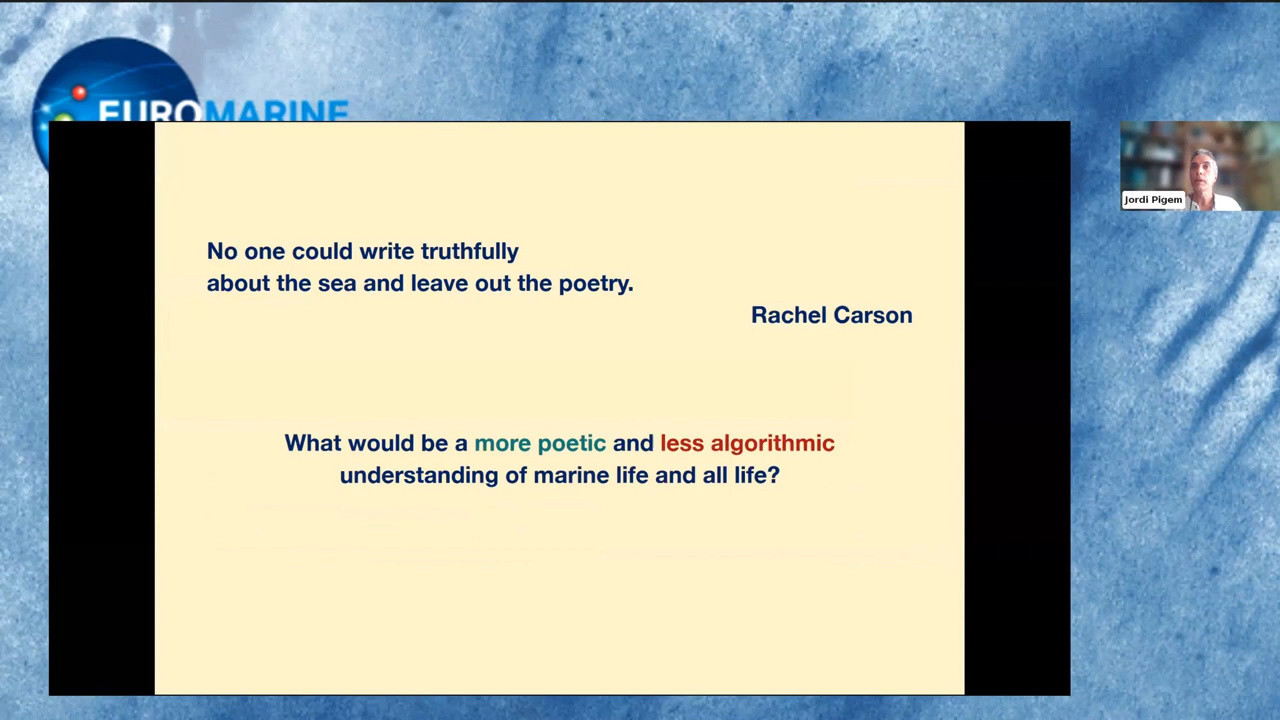 EUROMARINE
No one could write truthfully
about the sea and leave out the poetry.
Rachel Carson
What would be a more poetic and less algorithmic
understanding of marine life and all life?
Jordi Pigem